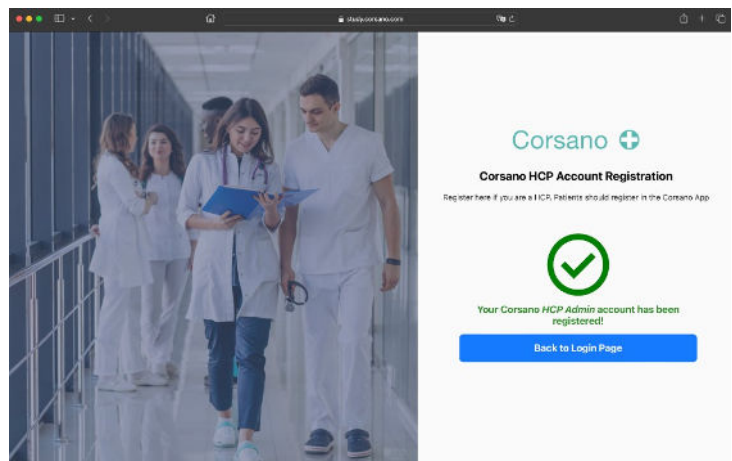 study.corsano.com
Corsano
Corsano HCP Account Registration
Register here if you are a HCP. Patients should register in the Corsano App
Your Corsano HCP Admin account has been
registered!
Back to Login Page